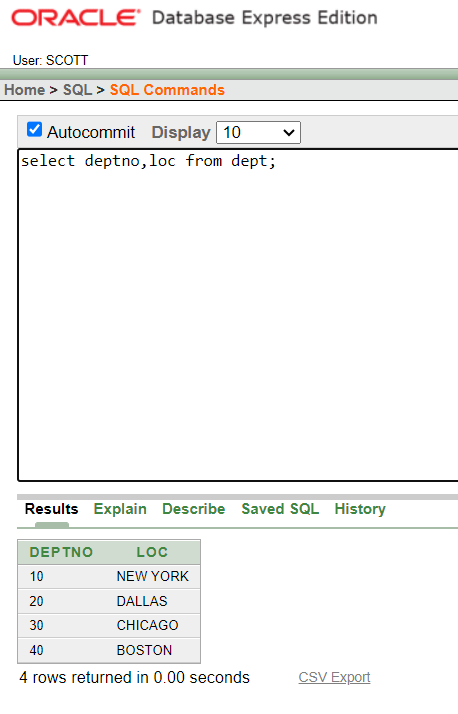 ORACLE® Database Express Edition
User: SCOTT
Home > SQL > SQL Commands
Autocommit Display 10
select deptno,loc from dept;
Results Explain Describe Saved SQL History
DEPTNO LOC
10 NEW YORK
20 DALLAS
30 CHICAGO
40 BOSTON
4 rows returned in 0.00 seconds CSV Export